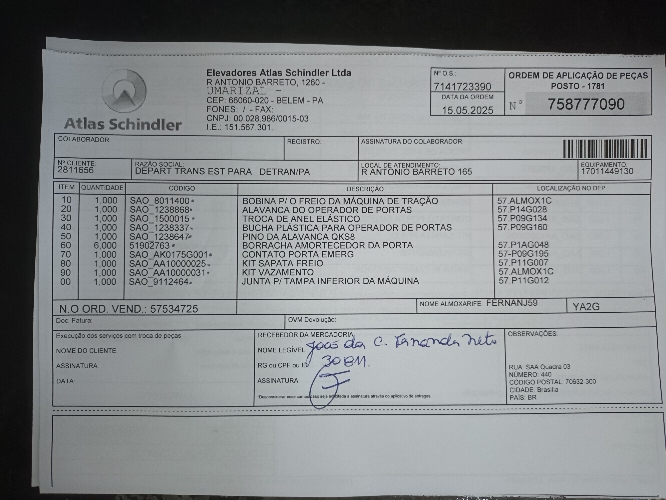 Atlas Schindler
Elevadores Atlas Schindler Ltda
R ANTONIO BARRETO, 1260 -
UMARIZAL -
CEP: 66060-020 - BELEM - PA
FONES: / - FAX:
CNPJ: 00.028.986/0015-03
I.E.: 151.567.301.
Nº O.S.:
7141723390
DATA DA ORDEM
15.05.2025
ORDEM DE APLICAÇÃO DE PEÇAS
POSTO - 1781
N° 758777090
COLABORADOR
REGISTRO:
ASSINATURA DO COLABORADOR
Nº CLIENTE:
2811656
RAZÃO SOCIAL:
DEPART TRANS EST PARA DETRAN/PA
LOCAL DE ATENDIMENTO:
R ANTONIO BARRETO 165
EQUIPAMENTO:
17011449130
ITEM QUANTIDADE CÓDIGO DESCRIÇÃO LOCALIZAÇÃO NO DEP.
10 1,000 SAO_8011400* BOBINA P/ O FREIO DA MÁQUINA DE TRAÇÃO 57.ALMOX1C
20 1,000 SAO_1238868* ALAVANCA DO OPERADOR DE PORTAS 57.P14G028
30 1,000 SAO_1500015* TROCA DE ANEL ELÁSTICO 57.P09G134
40 1,000 SAO_1238337* BUCHA PLÁSTICA PARA OPERADOR DE PORTAS 57.P09G160
50 1,000 SAO_1238647* PINO DA ALAVANCA QKS8
60 6,000 51902763* BORRACHA AMORTECEDOR DA PORTA 57.P1AG048
70 1,000 SAO_AK0175G001* CONTATO PORTA EMERG 57-P09G195
80 1,000 SAO_AA10000025* KIT SAPATA FREIO 57.P11G007
90 1,000 SAO_AA10000031* KIT VAZAMENTO 57.ALMOX1C
00 1,000 SAO_9112464* JUNTA P/ TAMPA INFERIOR DA MÁQUINA 57.P11G012
N.O ORD. VEND.: 57534725
NOME ALMOXARIFE. FERNANJ59
YA2G
Doc. Fatura:
OVM Devolução:
Execução dos serviços com troca de peças
NOME DO CLIENTE
ASSINATURA
DATA
RECEBEDOR DA MERCADORIA
NOME LEGÍVEL João da C. Fernanda Neto
RG ou CPF ou ID
ASSINATURA
OBSERVAÇÕES:
RUA: SAA Quadra 03
NÚMERO: 440
CÓDIGO POSTAL: 70632-300
CIDADE: Brasília
PAÍS: BR